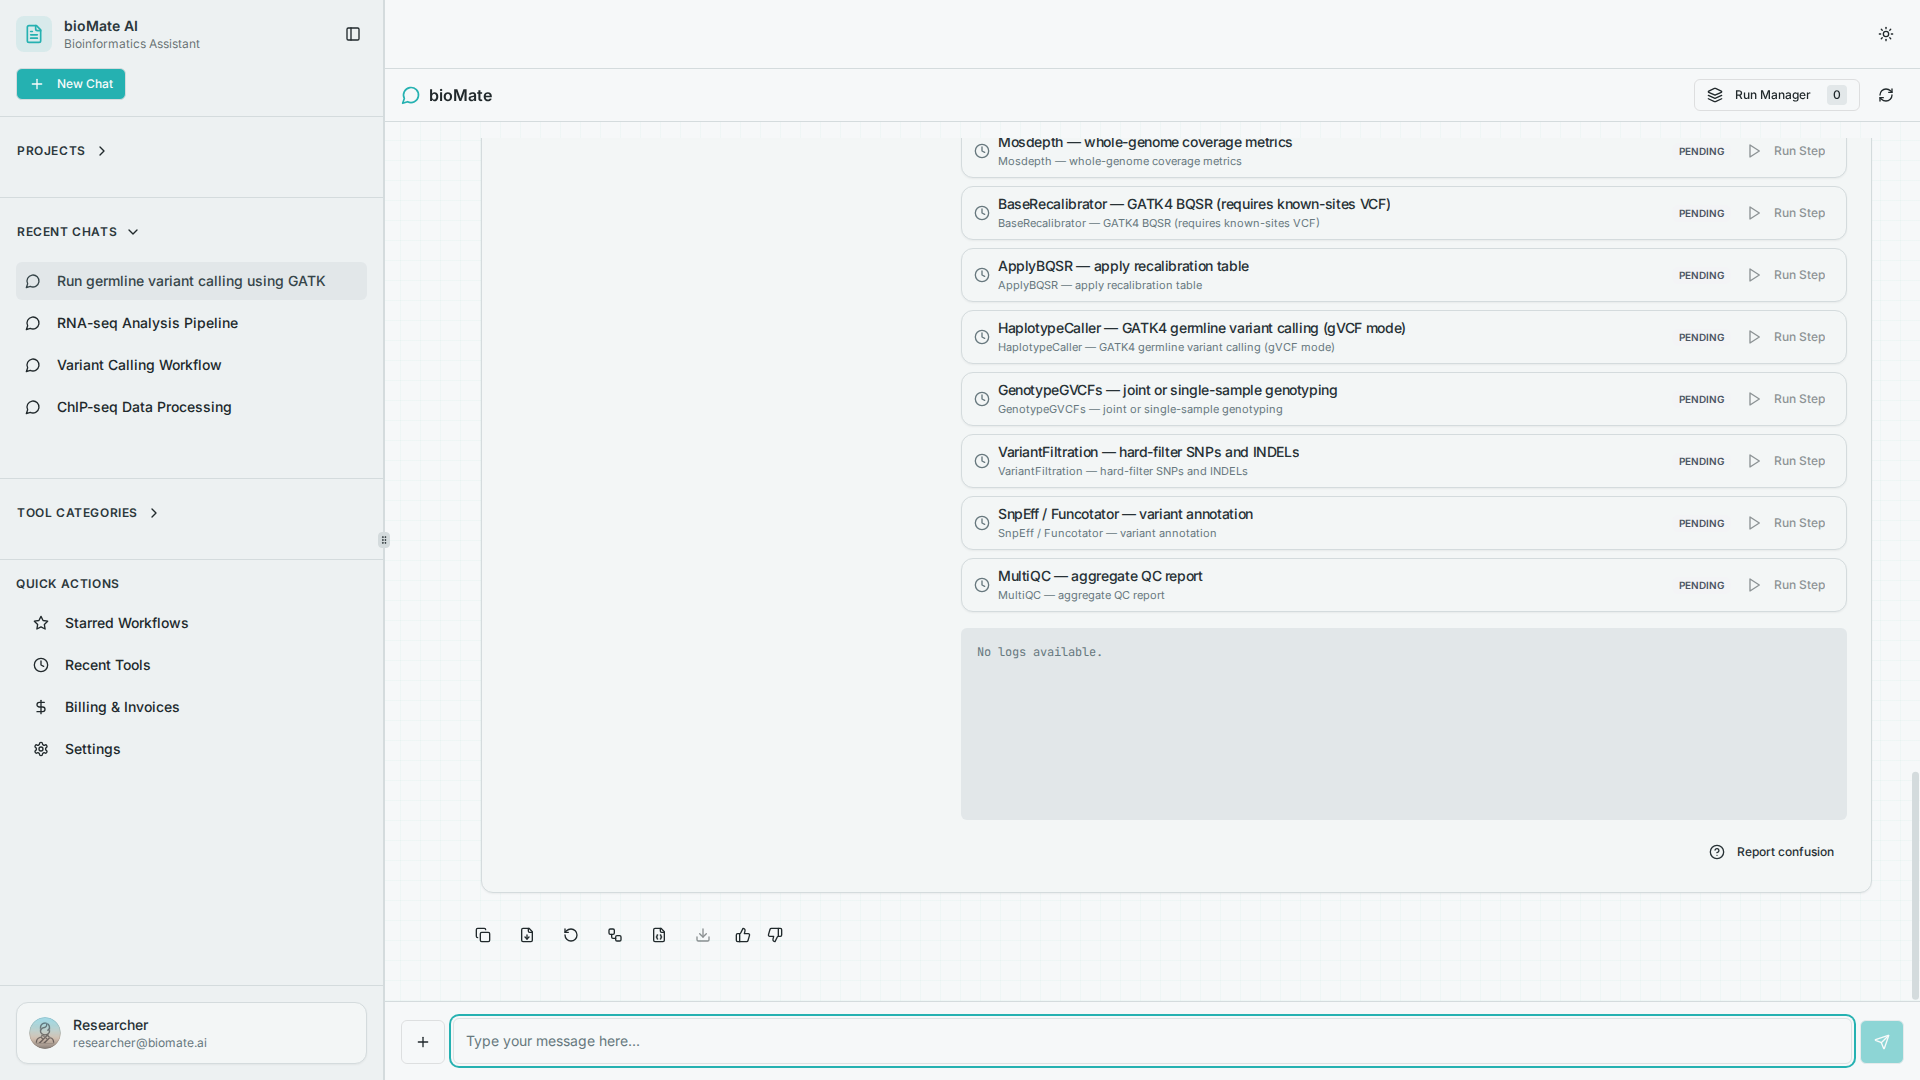 bioMate AI
Bioinformatics Assistant
New Chat
PROJECTS
RECENT CHATS
Run germline variant calling using GATK
RNA-seq Analysis Pipeline
Variant Calling Workflow
ChIP-seq Data Processing
TOOL CATEGORIES
QUICK ACTIONS
Starred Workflows
Recent Tools
Billing & Invoices
Settings
Researcher
researcher@biomate.ai
bioMate
Run Manager 0
Mosdepth — whole-genome coverage metrics
Mosdepth — whole-genome coverage metrics
PENDING Run Step
BaseRecalibrator — GATK4 BQSR (requires known-sites VCF)
BaseRecalibrator — GATK4 BQSR (requires known-sites VCF)
PENDING Run Step
ApplyBQSR — apply recalibration table
ApplyBQSR — apply recalibration table
PENDING Run Step
HaplotypeCaller — GATK4 germline variant calling (gVCF mode)
HaplotypeCaller — GATK4 germline variant calling (gVCF mode)
PENDING Run Step
GenotypeGVCFs — joint or single-sample genotyping
GenotypeGVCFs — joint or single-sample genotyping
PENDING Run Step
VariantFiltration — hard-filter SNPs and INDELs
VariantFiltration — hard-filter SNPs and INDELs
PENDING Run Step
SnpEff / Funcotator — variant annotation
SnpEff / Funcotator — variant annotation
PENDING Run Step
MultiQC — aggregate QC report
MultiQC — aggregate QC report
PENDING Run Step
No logs available.
Report confusion
Type your message here...